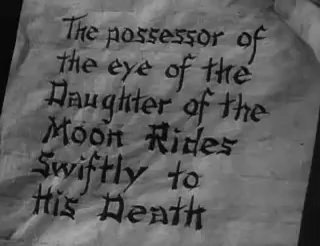 The possessor of
the eye of the
Daughter of the
Moon Rides
Swiftly to
His Death